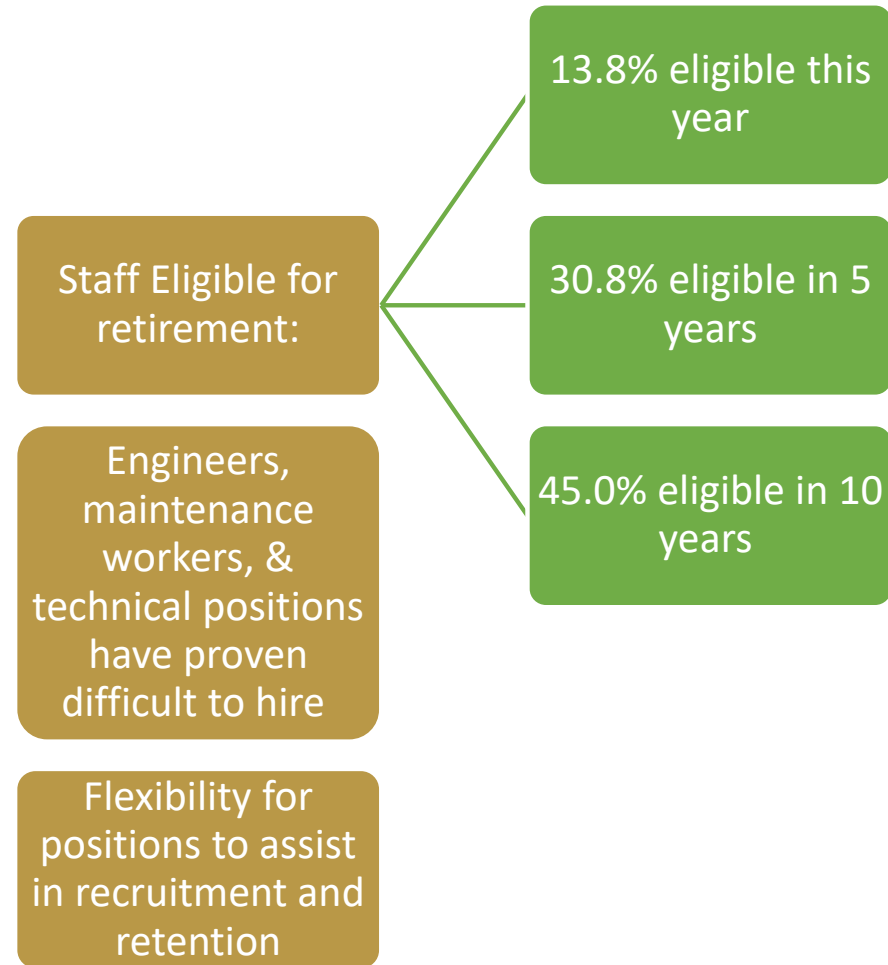 13.8% eligible this
year
Staff Eligible for
retirement:
30.8% eligible in 5
years
45.0% eligible in 10
years
Engineers,
maintenance
workers, &
technical positions
have proven
difficult to hire
Flexibility for
positions to assist
in recruitment and
retention